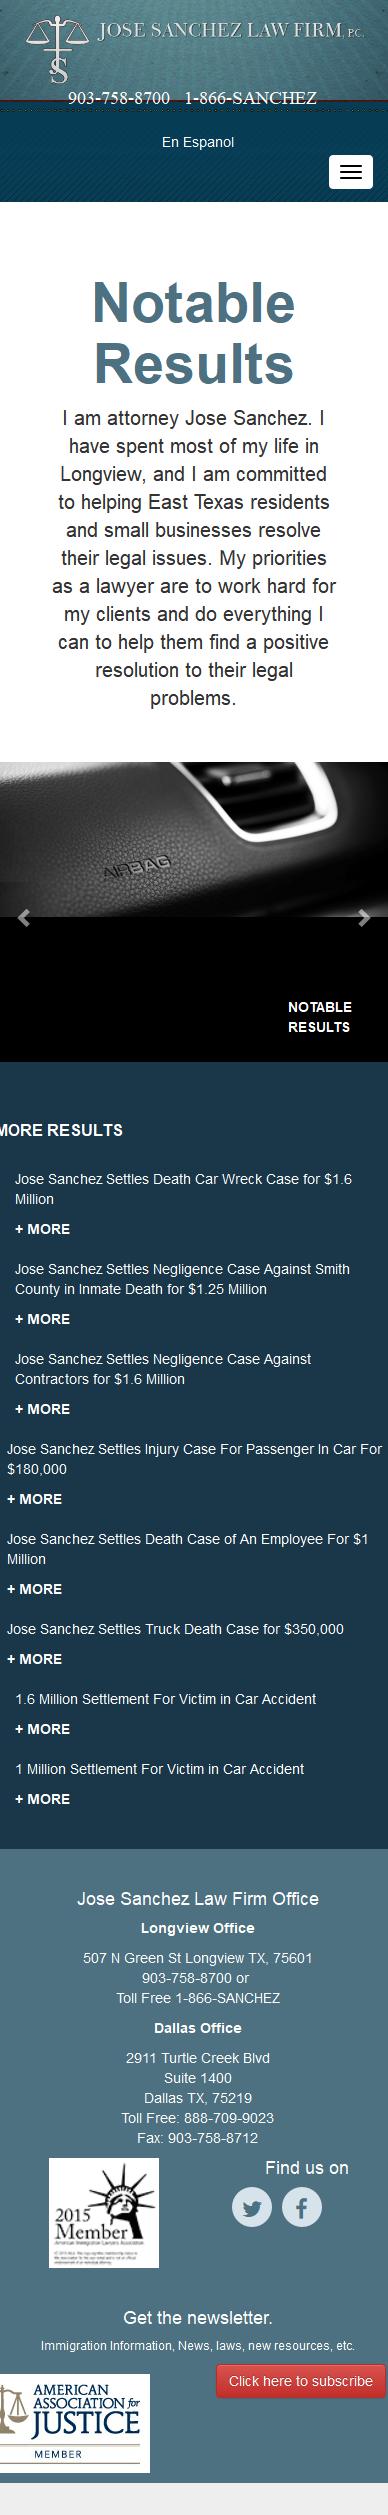 JOSE SANCHEZ LAW FIRM, P.C.
903-758-8700 1-866-SANCHEZ
En Espanol
Notable
Results
I am attorney Jose Sanchez. I
have spent most of my life in
Longview, and I am committed
to helping East Texas residents
and small businesses resolve
their legal issues. My priorities
as a lawyer are to work hard for
my clients and do everything I
can to help them find a positive
resolution to their legal
problems.
AIRBAG
NOTABLE
RESULTS
MORE RESULTS
Jose Sanchez Settles Death Car Wreck Case for $1.6
Million
+ MORE
Jose Sanchez Settles Negligence Case Against Smith
County in Inmate Death for $1.25 Million
+ MORE
Jose Sanchez Settles Negligence Case Against
Contractors for $1.6 Million
+ MORE
Jose Sanchez Settles Injury Case For Passenger In Car For
$180,000
+ MORE
Jose Sanchez Settles Death Case of An Employee For $1
Million
+ MORE
Jose Sanchez Settles Truck Death Case for $350,000
+ MORE
1.6 Million Settlement For Victim in Car Accident
+ MORE
1 Million Settlement For Victim in Car Accident
+ MORE
Jose Sanchez Law Firm Office
Longview Office
507 N Green St Longview TX, 75601
903-758-8700 or
Toll Free 1-866-SANCHEZ
Dallas Office
2911 Turtle Creek Blvd
Suite 1400
Dallas TX, 75219
Toll Free: 888-709-9023
Fax: 903-758-8712
2015
Member
American Immigration Lawyers Association
Find us on
Get the newsletter.
Immigration Information, News, laws, new resources, etc.
Click here to subscribe
AMERICAN
ASSOCIATION for
JUSTICE
MEMBER